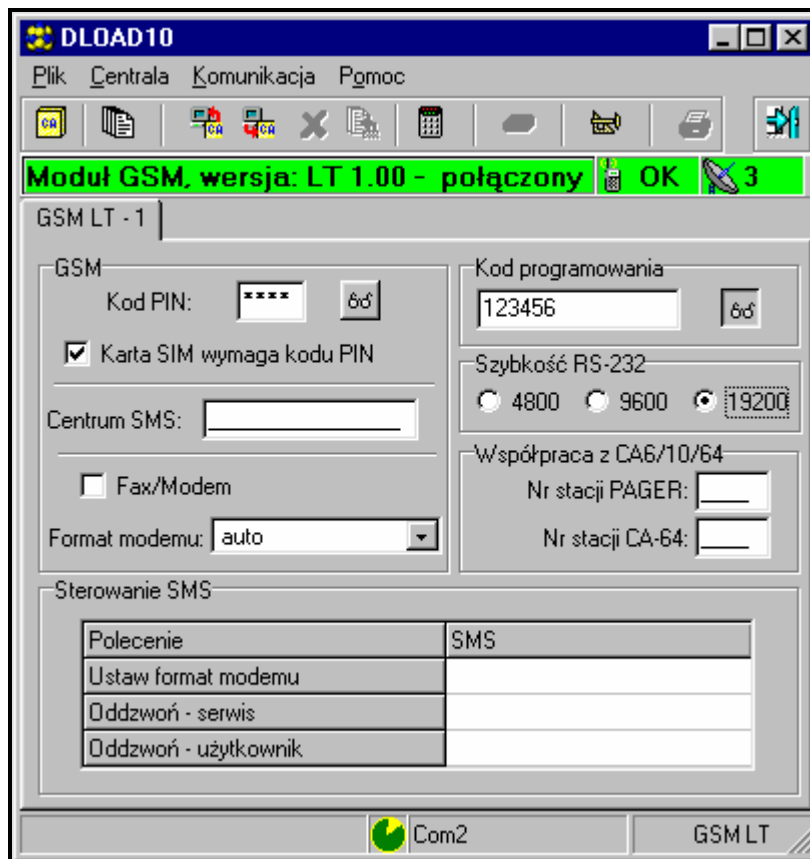 DLOAD10
Plik Centrala Komunikacja Pomoc
CA CA CA
Moduł GSM, wersja: LT 1.00 - połączony OK 3
GSM LT - 1
GSM
Kod PIN: ****
Karta SIM wymaga kodu PIN
Centrum SMS:
Fax/Modem
Format modemu: auto
Kod programowania
123456
Szybkość RS-232
4800 9600 19200
Współpraca z CA6/10/64
Nr stacji PAGER:
Nr stacji CA-64:
Sterowanie SMS
Polecenie SMS
Ustaw format modemu
Oddzwoń - serwis
Oddzwoń - użytkownik
Com2 GSM LT